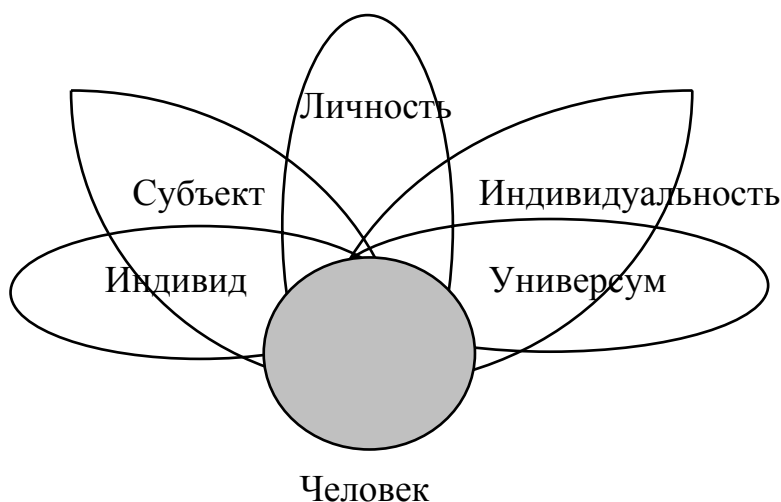 Личность
Субъект
Индивидуальность
Индивид
Универсум
Человек